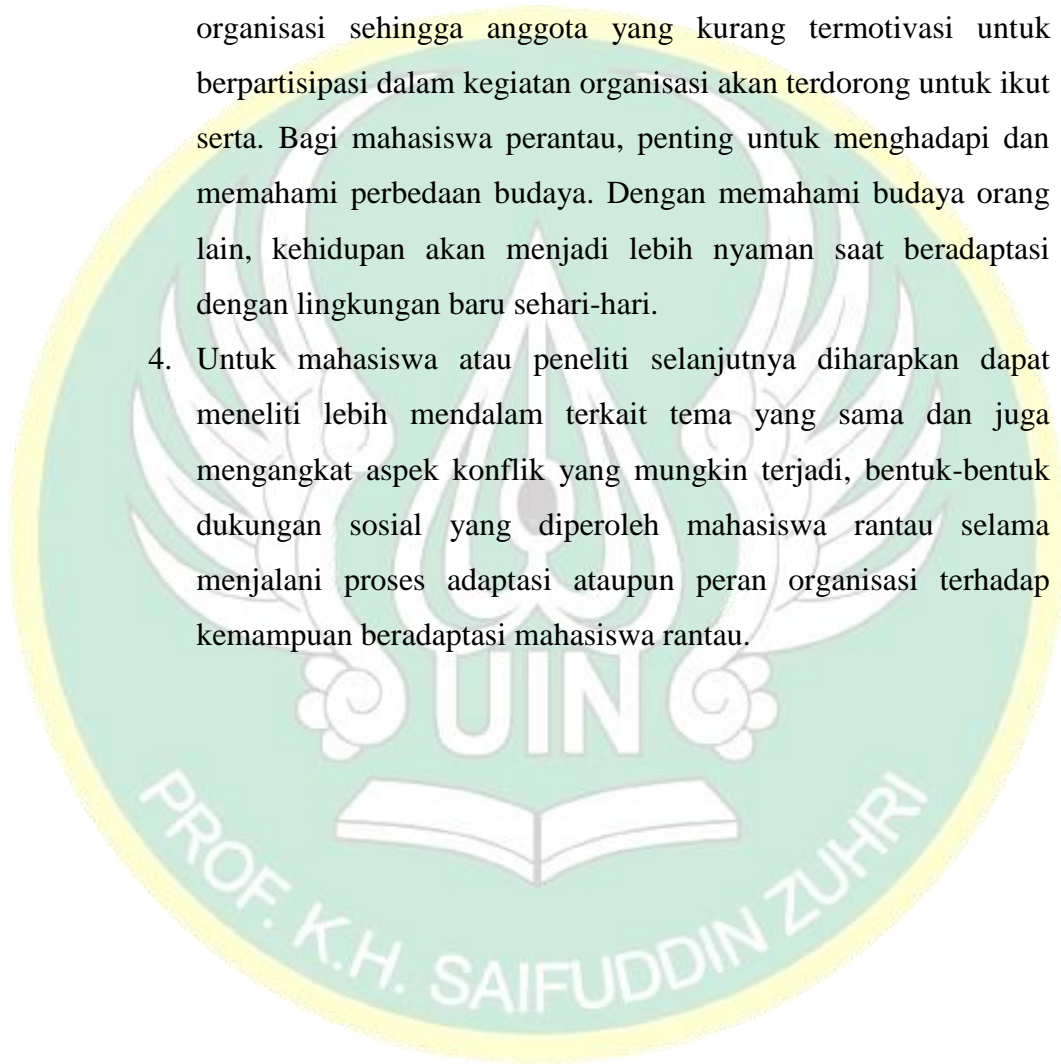 organisasi sehingga anggota yang kurang termotivasi untuk
berpartisipasi dalam kegiatan organisasi akan terdorong untuk ikut
serta. Bagi mahasiswa perantau, penting untuk menghadapi dan
memahami perbedaan budaya. Dengan memahami budaya orang
lain, kehidupan akan menjadi lebih nyaman saat beradaptasi
dengan lingkungan baru sehari-hari.
4. Untuk mahasiswa atau peneliti selanjutnya diharapkan dapat
meneliti lebih mendalam terkait tema yang sama dan juga
mengangkat aspek konflik yang mungkin terjadi, bentuk-bentuk
dukungan sosial yang diperoleh mahasiswa rantau selama
menjalani proses adaptasi ataupun peran organisasi terhadap
kemampuan beradaptasi mahasiswa rantau.
UIN
PROF. K.H. SAIFUDDIN ZUHRI